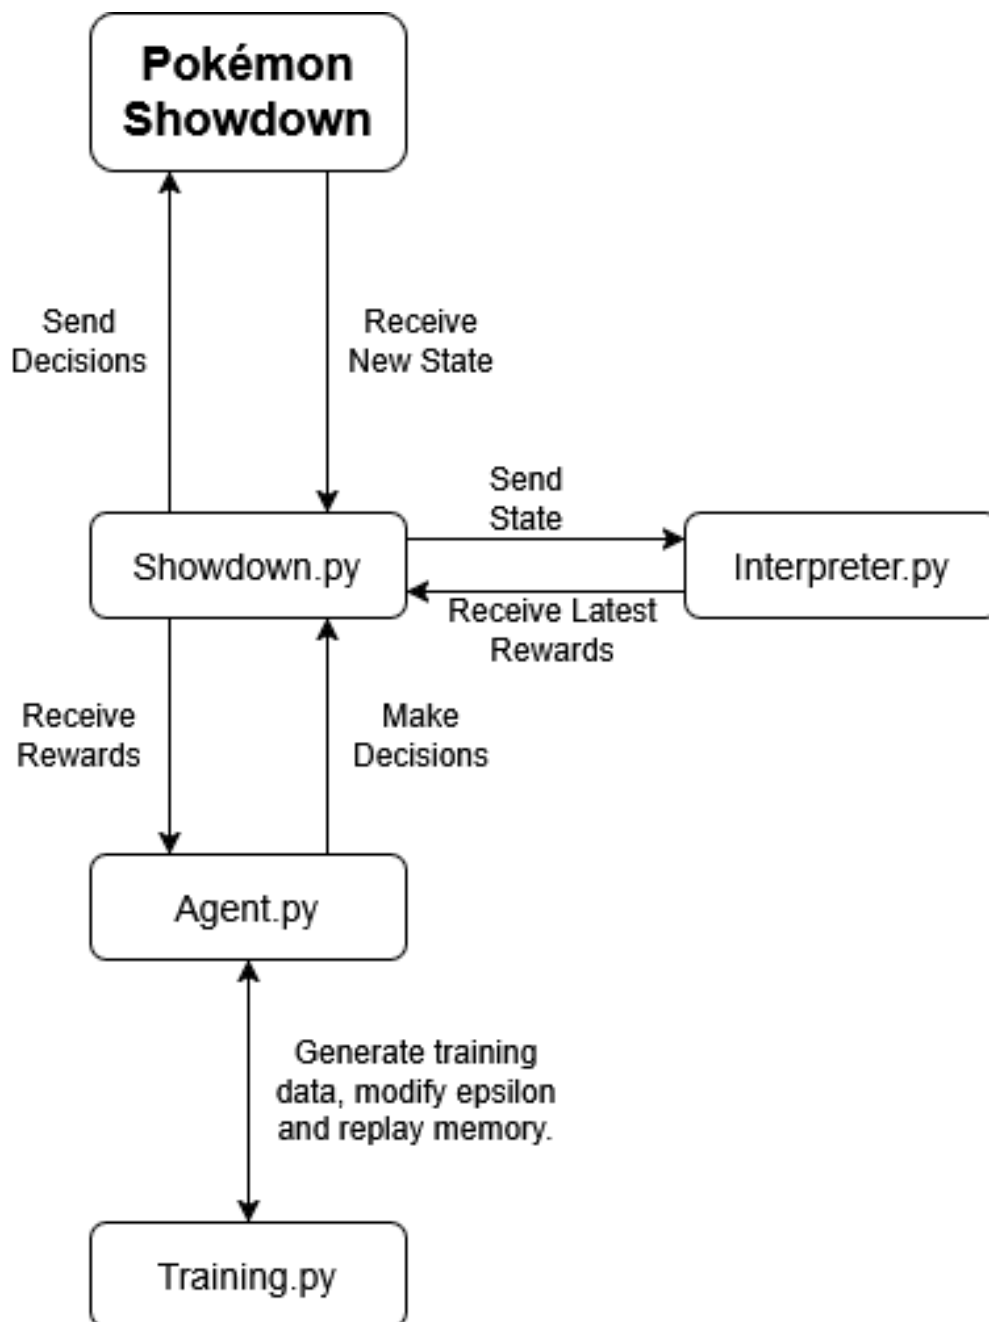 Pokémon
Showdown
Send
Decisions
Receive
New State
Send
State
Showdown.py
Interpreter.py
Receive Latest
Rewards
Receive
Rewards
Make
Decisions
Agent.py
Generate training
data, modify epsilon
and replay memory.
Training.py